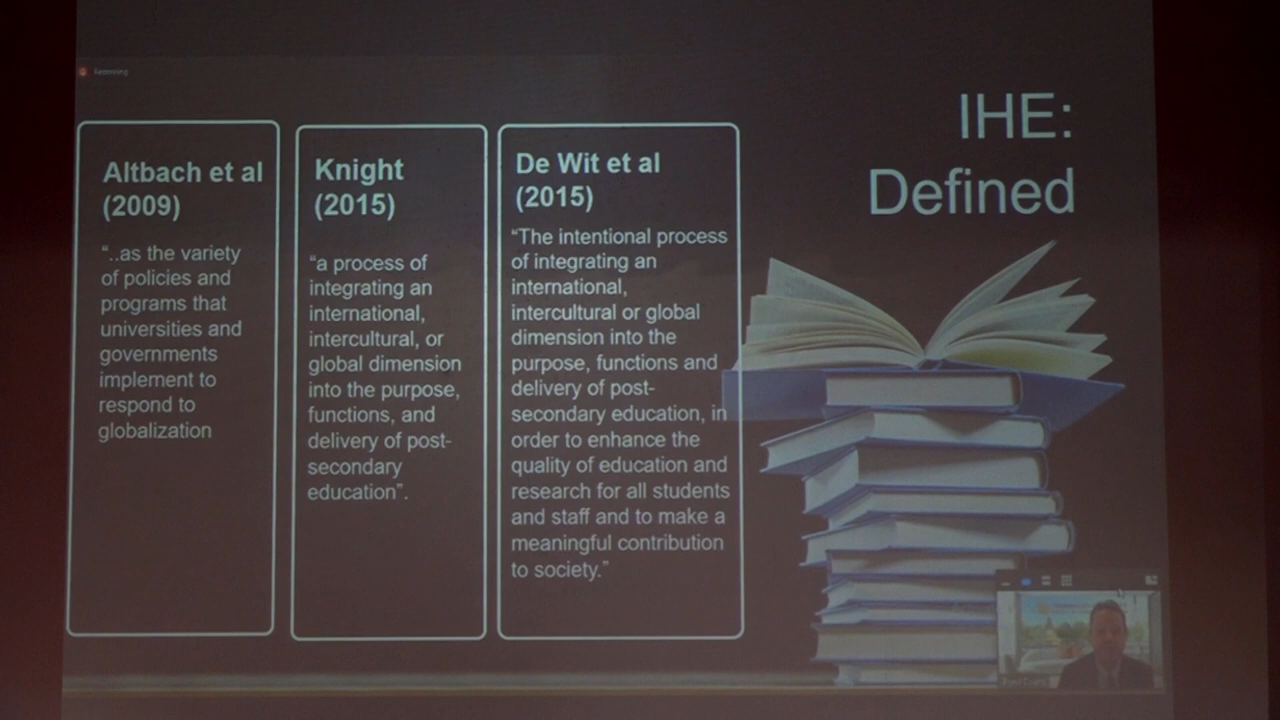 Recording
IHE:
Defined
Altbach et al
(2009)
“..as the variety
of policies and
programs that
universities and
governments
implement to
respond to
globalization
Knight
(2015)
“a process of
integrating an
international,
intercultural, or
global dimension
into the purpose,
functions, and
delivery of post-
secondary
education”.
De Wit et al
(2015)
“The intentional process
of integrating an
international,
intercultural or global
dimension into the
purpose, functions and
delivery of post-
secondary education, in
order to enhance the
quality of education and
research for all students
and staff and to make a
meaningful contribution
to society.”